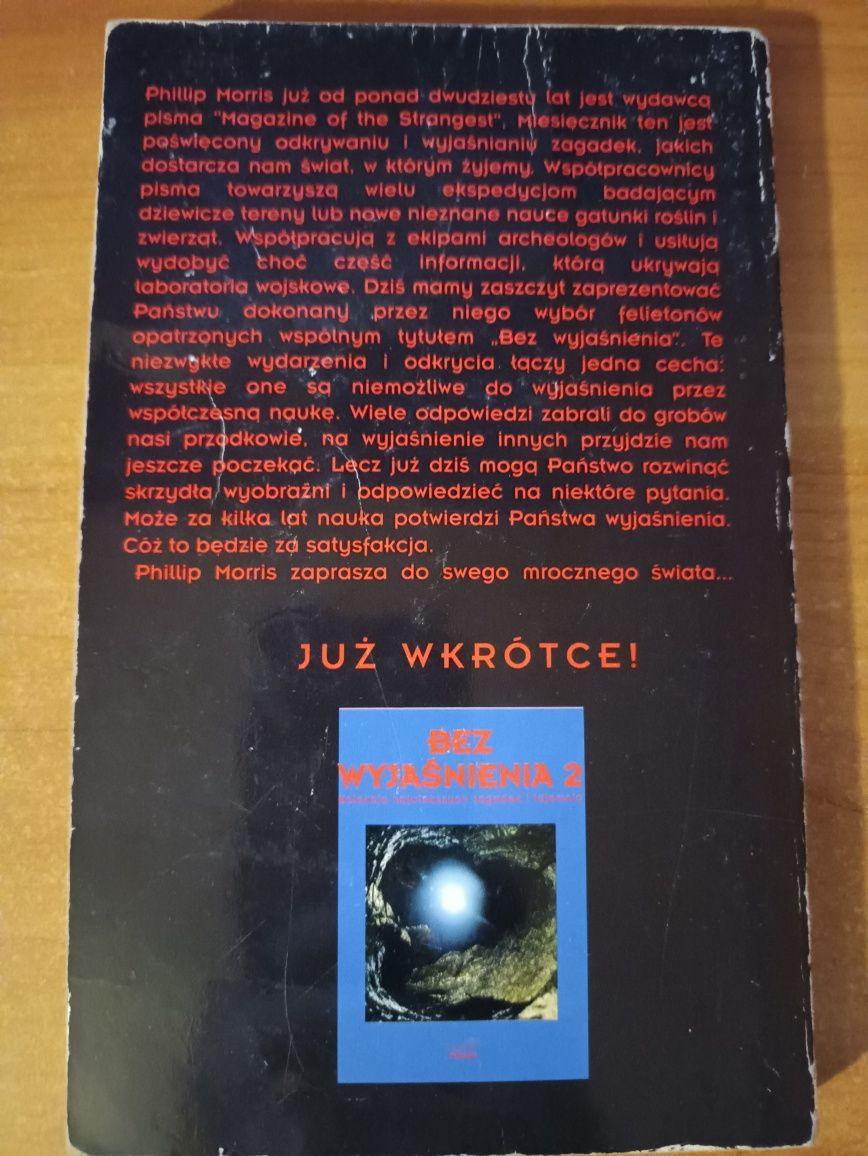 Phillip Morris już od ponad dwudziestu lat jest wydawcą
pisma "Magazine of the Strangest". Miesięcznik ten jest
poświęcony odkrywaniu i wyjaśnianiu zagadek, jakich
dostarcza nam świat, w którym żyjemy. Współpracownicy
pisma towarzyszą wielu ekspedycjom badającym
dziewicze tereny lub nowe nieznane nauce gatunki roślin i
zwierząt. Współpracują z ekipami archeologów i usiłują
wydobyć choć część informacji, którą ukrywają
laboratoria wojskowe. Dziś mamy zaszczyt zaprezentować
Państwu dokonany przez niego wybór felietonów
opatrzonych wspólnym tytułem „Bez wyjaśnienia". Te
niezwykłe wydarzenia i odkrycia łączy jedna cecha:
wszystkie one są niemożliwe do wyjaśnienia przez
współczesną naukę. Wiele odpowiedzi zabrali do grobów
nasi przodkowie, na wyjaśnienie innych przyjdzie nam
jeszcze poczekać. Lecz już dziś mogą Państwo rozwinąć
skrzydła wyobraźni i odpowiedzieć na niektóre pytania.
Może za kilka lat nauka potwierdzi Państwa wyjaśnienia.
Cóż to będzie za satysfakcja.
Phillip Morris zaprasza do swego mrocznego świata...
JUŻ WKRÓTCE!
BEZ
WYJAŚNIENIA 2
zagadek i tajemnic